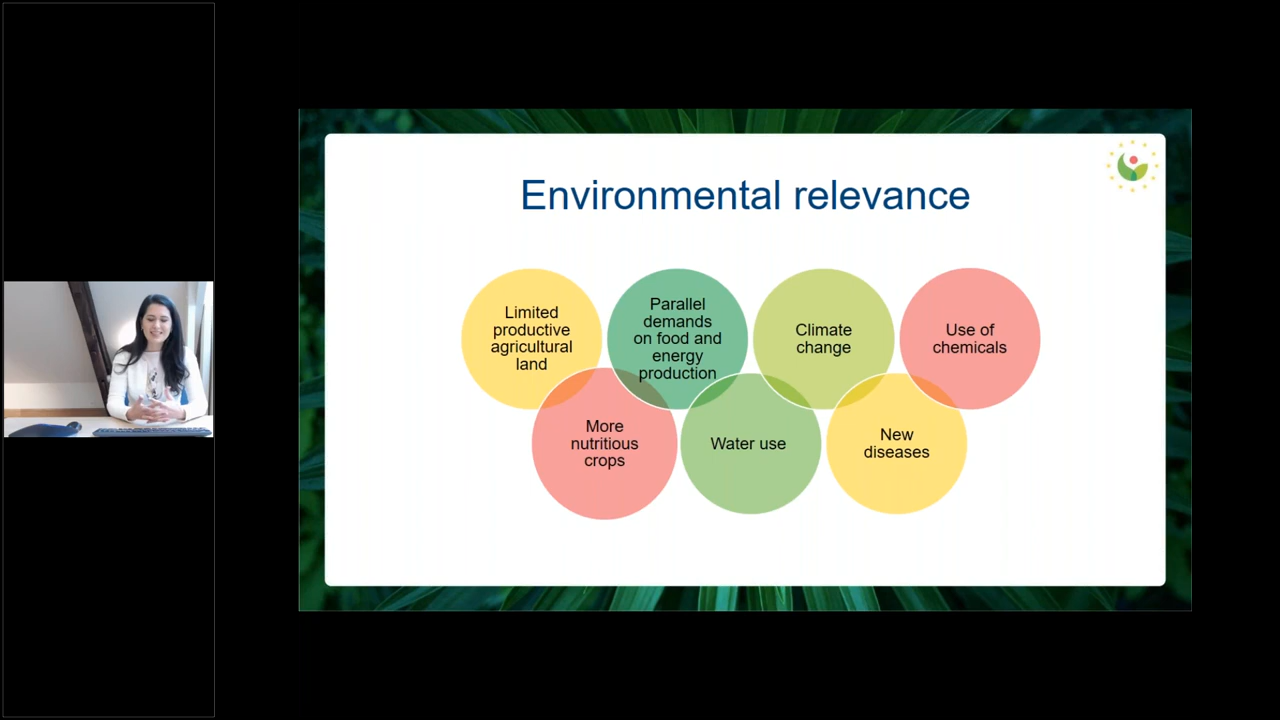 Environmental relevance
Limited
productive
agricultural
land
Parallel
demands
on food and
energy
production
Climate
change
Use of
chemicals
More
nutritious
crops
Water use
New
diseases